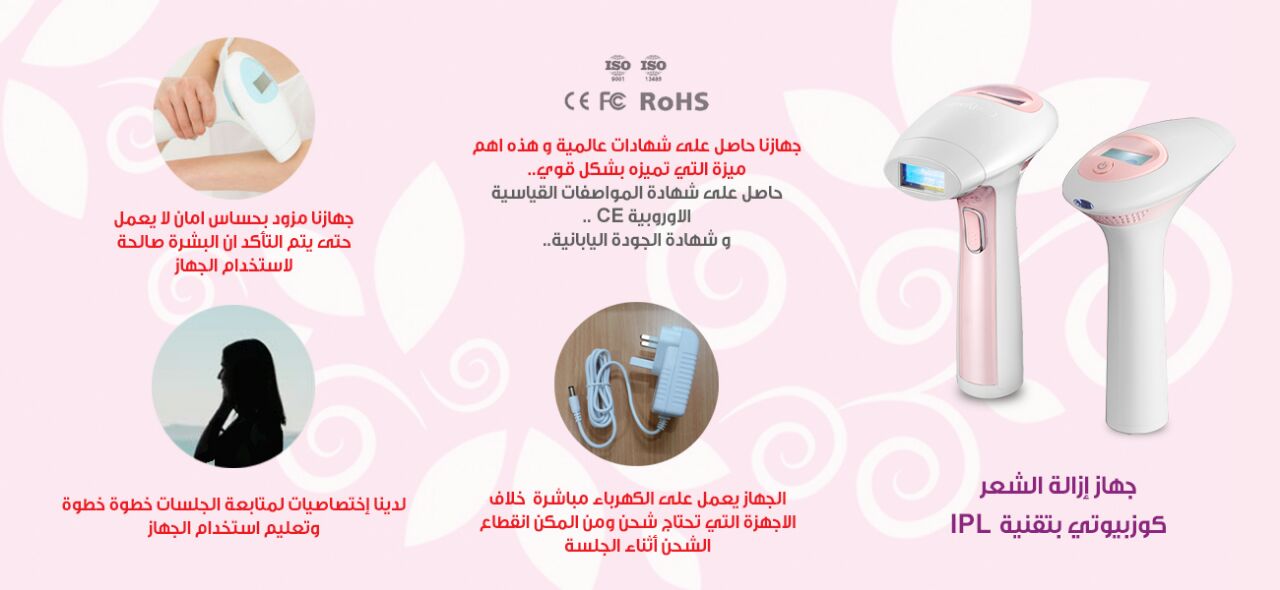 ISO ISO
9001 13485
CE FC RoHS
جهازنا حاصل على شهادات عالمية و هذه اهم
ميزة التي تميزه بشكل قوي..
حاصل على شهادة المواصفات القياسية
الاوروبية CE ..
و شهادة الجودة اليابانية..
جهازنا مزود بحساس امان لا يعمل
حتى يتم التأكد ان البشرة صالحة
لاستخدام الجهاز
جهاز إزالة الشعر
كوزبيوتي بتقنية IPL
الجهاز يعمل على الكهرباء مباشرة خلاف
الاجهزة التي تحتاج شحن ومن المكن انقطاع
الشحن أثناء الجلسة
لدينا إختصاصيات لمتابعة الجلسات خطوة خطوة
وتعليم استخدام الجهاز